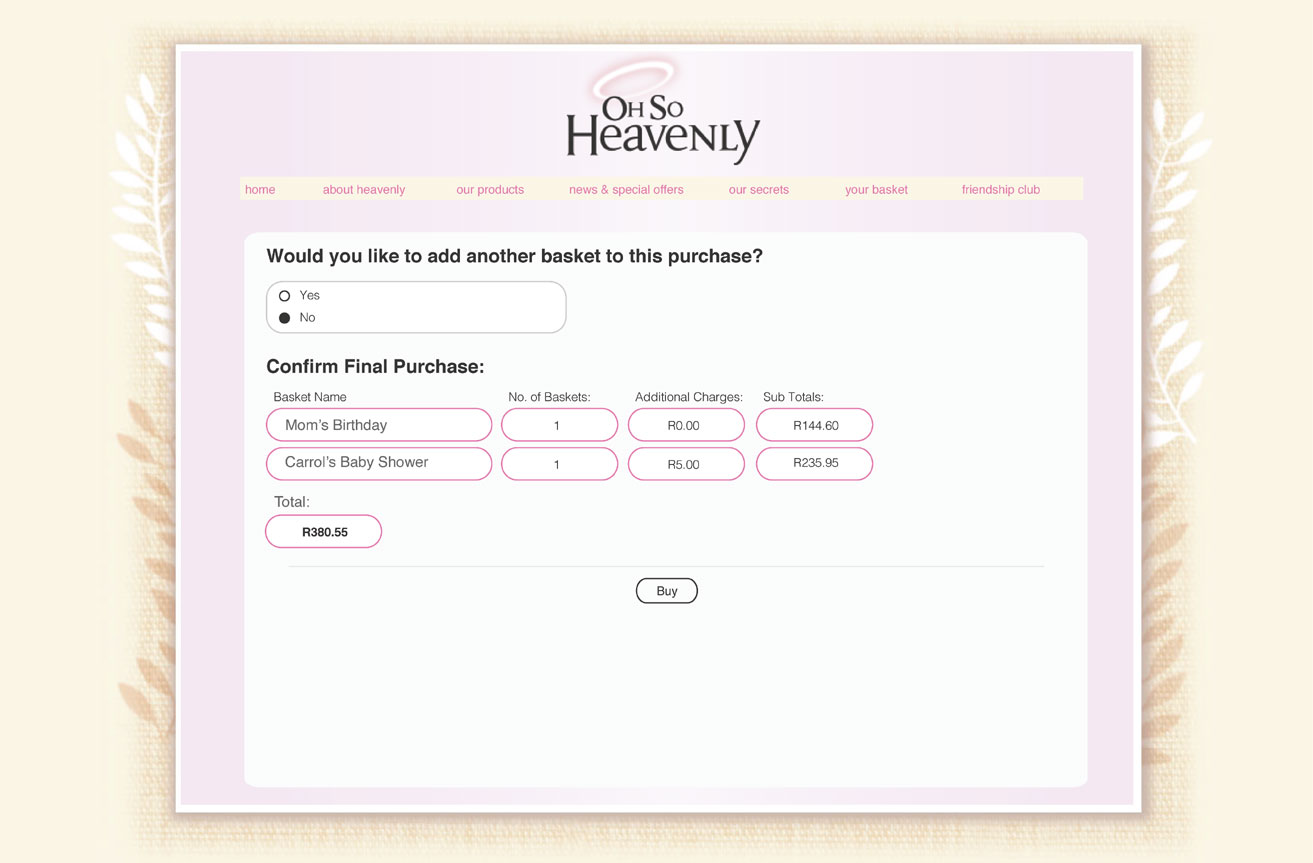 Oh So
Heavenly
home about heavenly our products news & special offers our secrets your basket friendship club
Would you like to add another basket to this purchase?
Yes
No
Confirm Final Purchase:
Basket Name No. of Baskets: Additional Charges: Sub Totals:
Mom's Birthday 1 R0.00 R144.60
Carrol's Baby Shower 1 R5.00 R235.95
Total:
R380.55
Buy